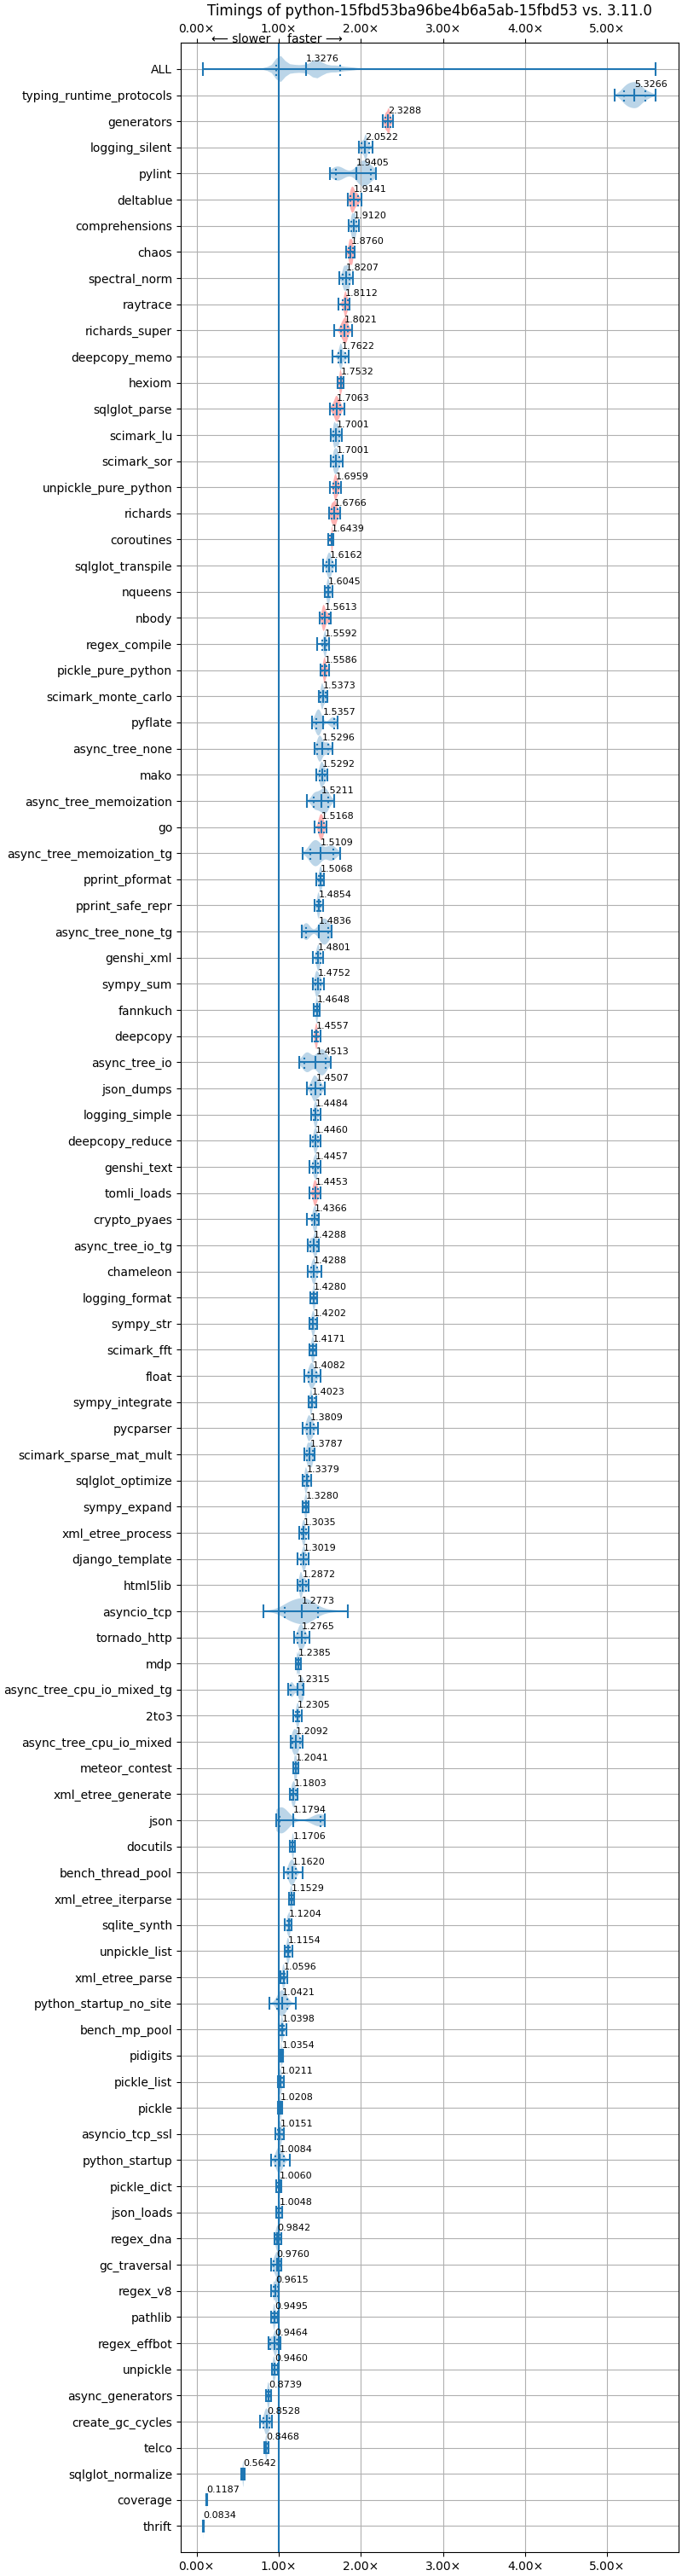 Timings of python-15fbd53ba96be4b6a5ab-15fbd53 vs. 3.11.0
0.00× 1.00× 2.00× 3.00× 4.00× 5.00×
⟵ slower faster ⟶
ALL 1.3276
typing_runtime_protocols 5.3266
generators 2.3288
logging_silent 2.0522
pylint 1.9405
deltablue 1.9141
comprehensions 1.9120
chaos 1.8760
spectral_norm 1.8207
raytrace 1.8112
richards_super 1.8021
deepcopy_memo 1.7622
hexiom 1.7532
sqlglot_parse 1.7063
scimark_lu 1.7001
scimark_sor 1.7001
unpickle_pure_python 1.6959
richards 1.6766
coroutines 1.6439
sqlglot_transpile 1.6162
nqueens 1.6045
nbody 1.5613
regex_compile 1.5592
pickle_pure_python 1.5586
scimark_monte_carlo 1.5373
pyflate 1.5357
async_tree_none 1.5296
mako 1.5292
async_tree_memoization 1.5211
go 1.5168
async_tree_memoization_tg 1.5109
pprint_pformat 1.5068
pprint_safe_repr 1.4854
async_tree_none_tg 1.4836
genshi_xml 1.4801
sympy_sum 1.4752
fannkuch 1.4648
deepcopy 1.4557
async_tree_io 1.4513
json_dumps 1.4507
logging_simple 1.4484
deepcopy_reduce 1.4460
genshi_text 1.4457
tomli_loads 1.4453
crypto_pyaes 1.4366
async_tree_io_tg 1.4288
chameleon 1.4288
logging_format 1.4280
sympy_str 1.4202
scimark_fft 1.4171
float 1.4082
sympy_integrate 1.4023
pycparser 1.3809
scimark_sparse_mat_mult 1.3787
sqlglot_optimize 1.3379
sympy_expand 1.3280
xml_etree_process 1.3035
django_template 1.3019
html5lib 1.2872
asyncio_tcp 1.2773
tornado_http 1.2765
mdp 1.2385
async_tree_cpu_io_mixed_tg 1.2315
2to3 1.2305
async_tree_cpu_io_mixed 1.2092
meteor_contest 1.2041
xml_etree_generate 1.1803
json 1.1794
docutils 1.1706
bench_thread_pool 1.1620
xml_etree_iterparse 1.1529
sqlite_synth 1.1204
unpickle_list 1.1154
xml_etree_parse 1.0596
python_startup_no_site 1.0421
bench_mp_pool 1.0398
pidigits 1.0354
pickle_list 1.0211
pickle 1.0208
asyncio_tcp_ssl 1.0151
python_startup 1.0084
pickle_dict 1.0060
json_loads 1.0048
regex_dna 0.9842
gc_traversal 0.9760
regex_v8 0.9615
pathlib 0.9495
regex_effbot 0.9464
unpickle 0.9460
async_generators 0.8739
create_gc_cycles 0.8528
telco 0.8468
sqlglot_normalize 0.5642
coverage 0.1187
thrift 0.0834
0.00× 1.00× 2.00× 3.00× 4.00× 5.00×